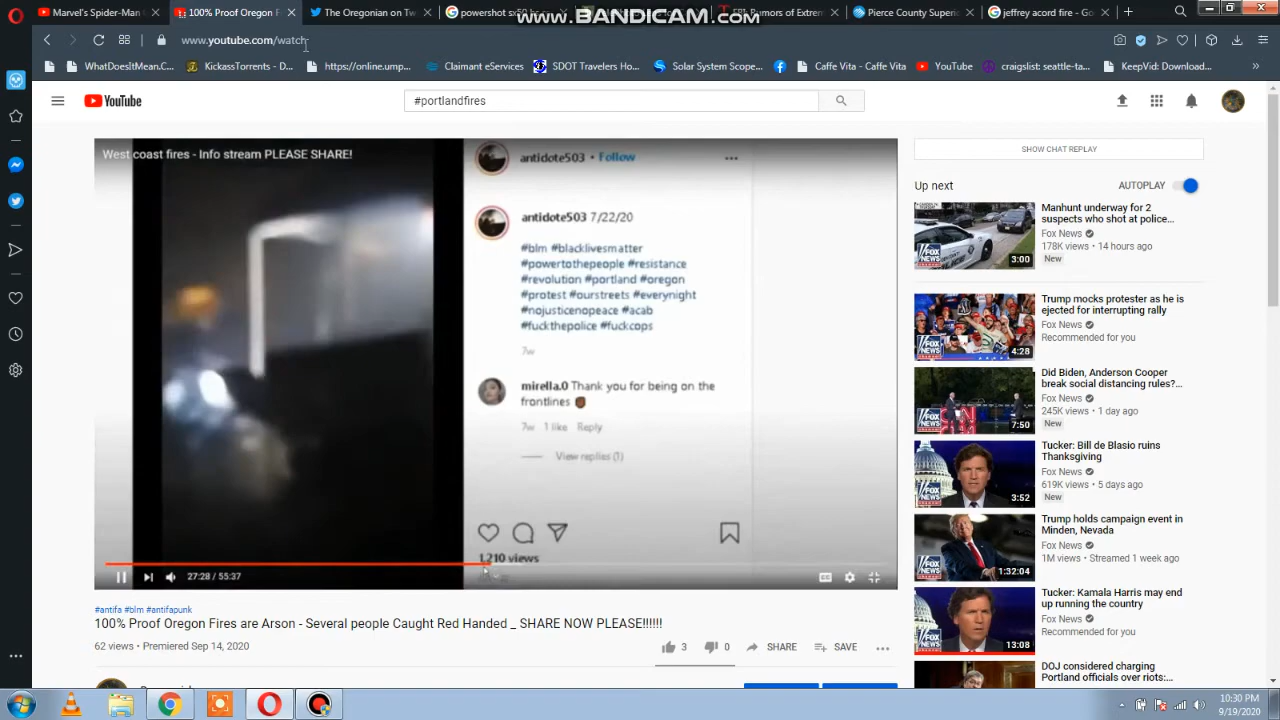 Marvel's Spider-Man
100% Proof Oregon F
The Oregonian on Tw
powershot sx50
FBI: Rumors of Extre
Pierce County Superi
jeffrey acord fire - Go
www.BANDICAM.com
www.youtube.com/watch
WhatDoesItMean.C...
KickassTorrents - D...
https://online.ump...
Claimant eServices
SDOT Travelers Ho...
Solar System Scope...
Caffe Vita – Caffe Vita
YouTube
craigslist: seattle-ta...
KeepVid: Download...
»
YouTube
#portlandfires
West coast fires - Info stream PLEASE SHARE!
antidote503 • Follow
antidote503 7/22/20
#blm #blacklivesmatter
#powertothepeople #resistance
#revolution #portland #oregon
#protest #ourstreets #everynight
#nojusticenopeace #acab
#fuckthepolice #fuckcops
7w
mirella.0 Thank you for being on the
frontlines
7w 1 like Reply
View replies (1)
1,210 views
27:28 / 55:37
#antifa #blm #antifapunk
100% Proof Oregon Fires are Arson - Several people Caught Red Handed _ SHARE NOW PLEASE!!!!!!
62 views • Premiered Sep 14, 2020
3
0
SHARE
SAVE
SHOW CHAT REPLAY
Up next
AUTOPLAY
Manhunt underway for 2
suspects who shot at police...
Fox News
178K views • 14 hours ago
New
3:00
Trump mocks protester as he is
ejected for interrupting rally
Fox News
Recommended for you
4:28
Did Biden, Anderson Cooper
break social distancing rules?...
Fox News
245K views • 1 day ago
New
7:50
Tucker: Bill de Blasio ruins
Thanksgiving
Fox News
619K views • 5 days ago
New
3:52
Trump holds campaign event in
Minden, Nevada
Fox News
1M views • Streamed 1 week ago
1:32:04
Tucker: Kamala Harris may end
up running the country
Fox News
Recommended for you
13:08
DOJ considered charging
Portland officials over riots:...
10:30 PM
9/19/2020